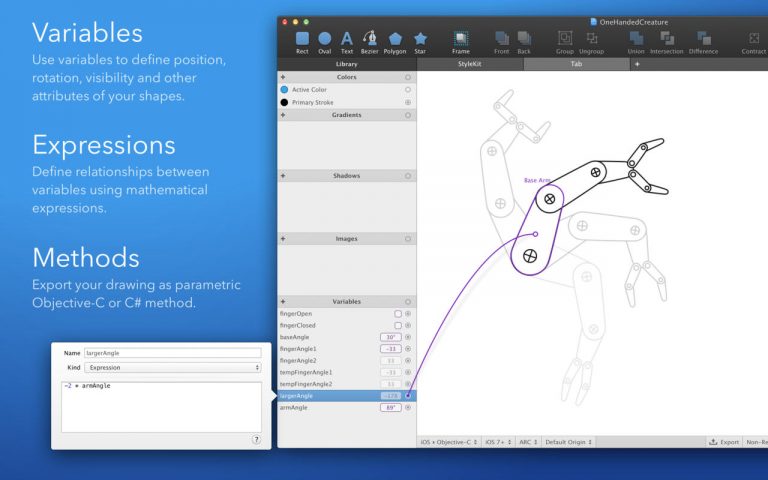 Variables
Use variables to define position,
rotation, visibility and other
attributes of your shapes.
Expressions
Define relationships between
variables using mathematical
expressions.
Methods
Export your drawing as parametric
Objective-C or C# method.
Name largerAngle
Kind Expression
-2 * armAngle
?
OneHandedCreature
Rect Oval Text Bezier Polygon Star Frame Front Back Group Ungroup Union Intersection Difference Contract
Library StyleKit Tab +
+ Colors
Active Color
Primary Stroke
+ Gradients
+ Shadows
+ Images
+ Variables
fingerOpen
fingerClosed
baseAngle 30°
fingerAngle1 -33
fingerAngle2 33
tempFingerAngle1 -33
tempFingerAngle2 33
largerAngle -178
armAngle 89°
Base Arm
iOS • Objective-C iOS 7+ ARC Default Origin Export Non-Re